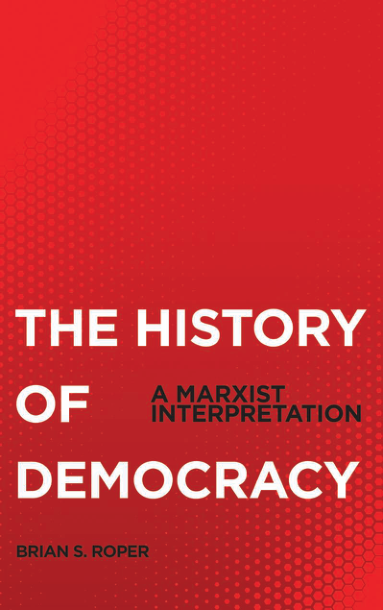 THE HISTORY
OF
A MARXIST
INTERPRETATION
DEMOCRACY
BRIAN S. ROPER